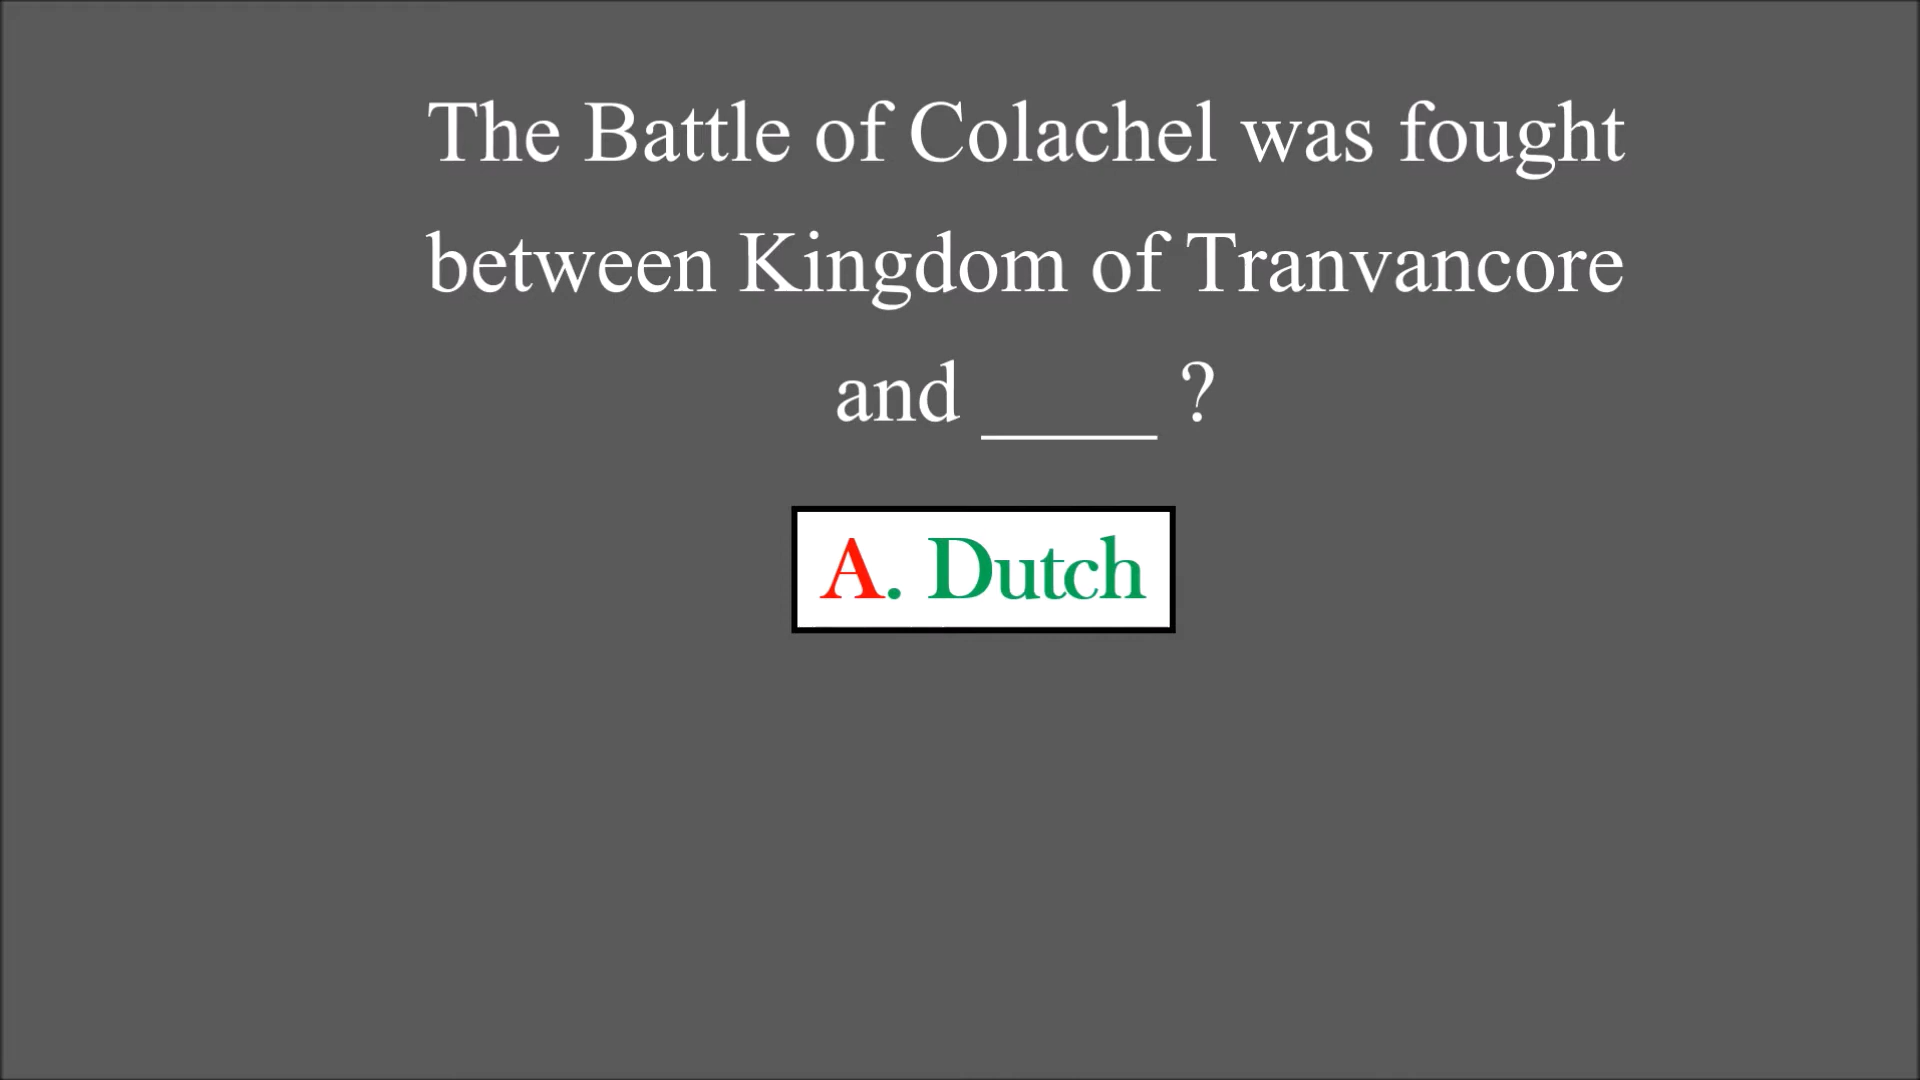 The Battle of Colachel was fought
between Kingdom of Tranvancore
and ____ ?
A. Dutch